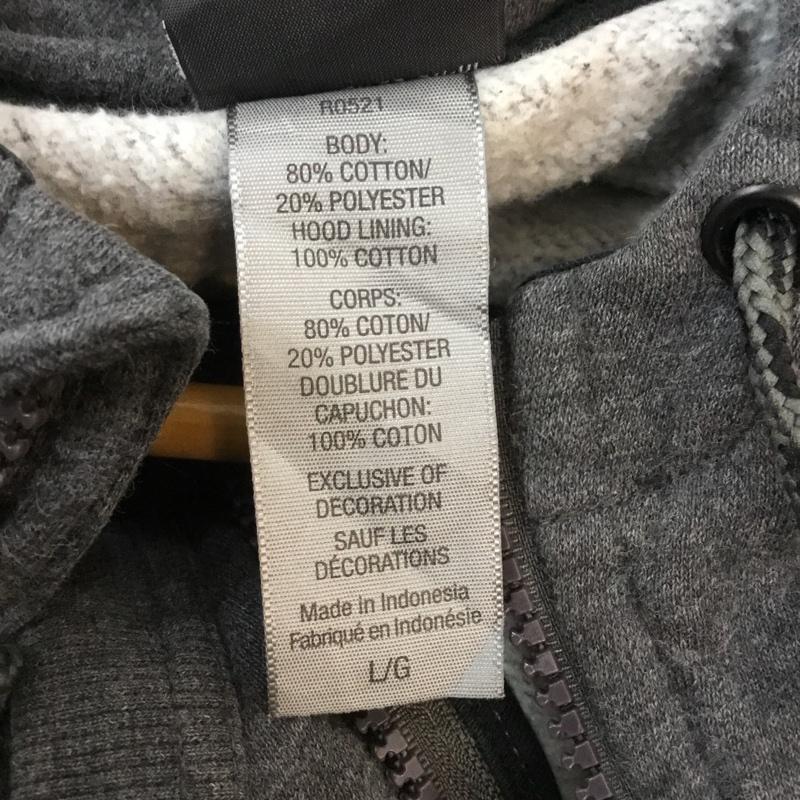 R0521
BODY:
80% COTTON/
20% POLYESTER
HOOD LINING:
100% COTTON
CORPS:
80% COTON/
20% POLYESTER
DOUBLURE DU
CAPUCHON:
100% COTON
EXCLUSIVE OF
DECORATION
SAUF LES
DÉCORATIONS
Made in Indonesia
Fabriqué en Indonésie
L/G